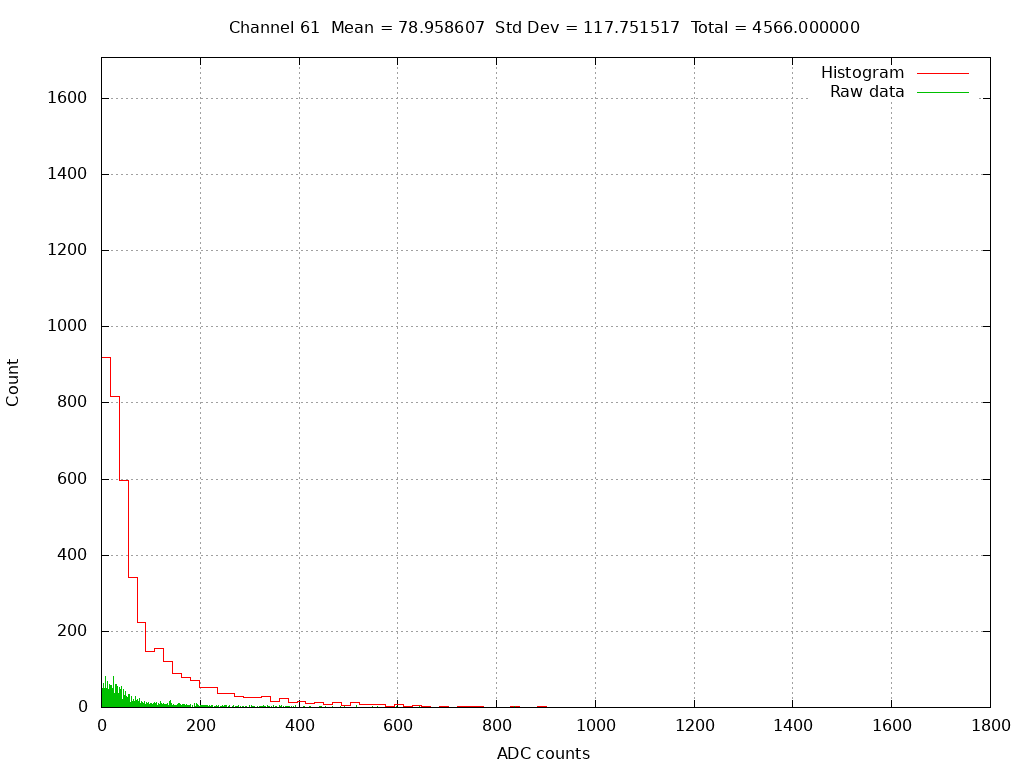 Channel 61  Mean = 78.958607  Std Dev = 117.751517  Total = 4566.000000
Histogram
Raw data
1600
1400
1200
1000
800
600
400
200
0
Count
0 200 400 600 800 1000 1200 1400 1600 1800
ADC counts